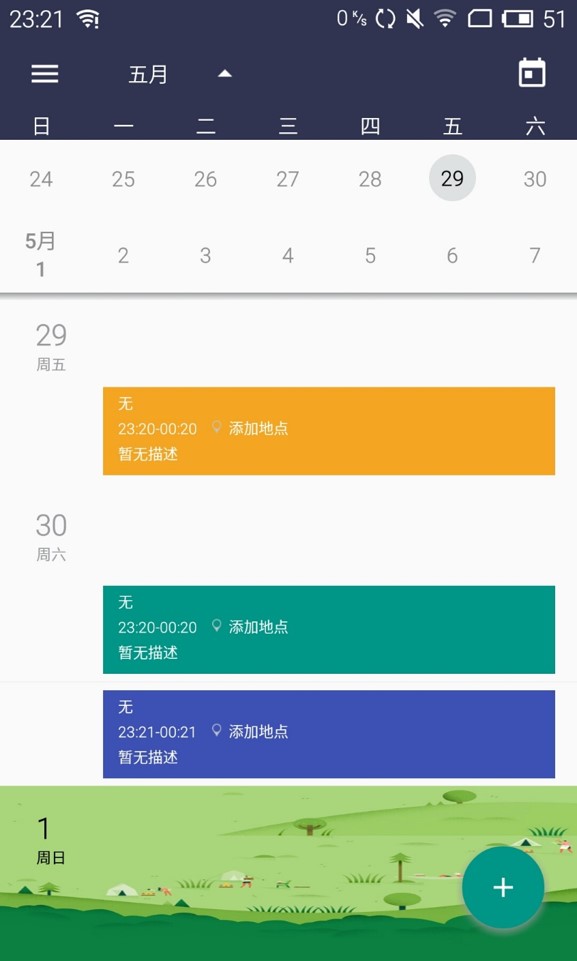 23:21
0 K/s
51
五月
日 一 二 三 四 五 六
24 25 26 27 28 29 30
5月
1 2 3 4 5 6 7
29
周五
无
23:20-00:20 添加地点
暂无描述
30
周六
无
23:20-00:20 添加地点
暂无描述
无
23:21-00:21 添加地点
暂无描述
1
周日
+